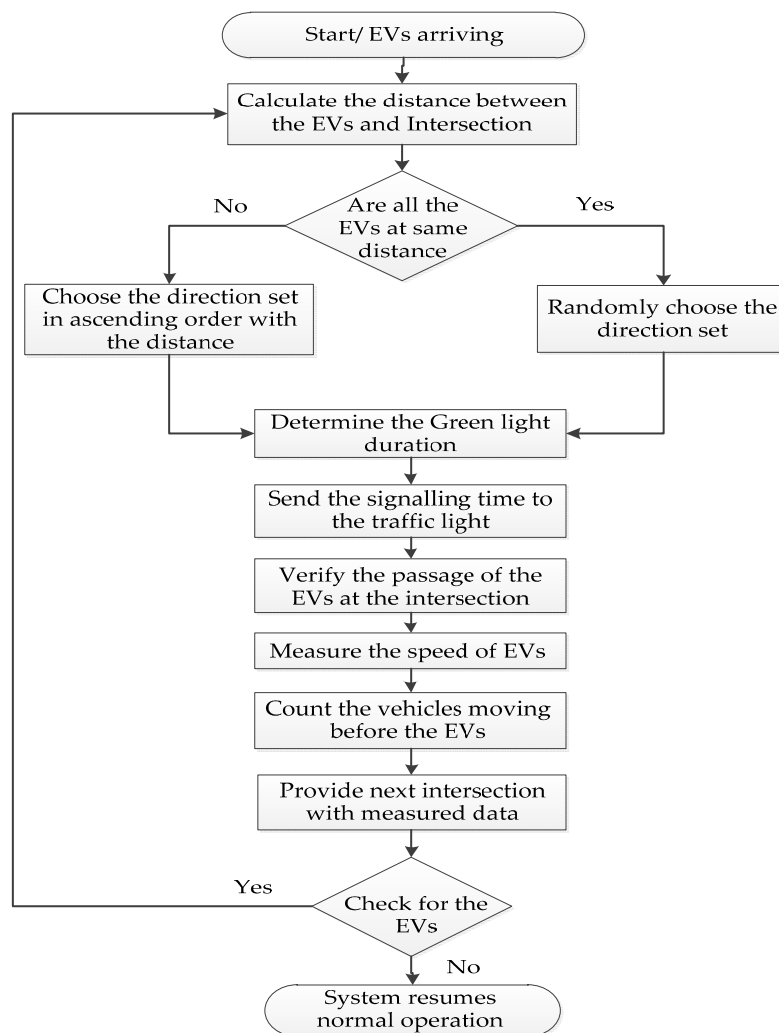 Start/ EVs arriving
Calculate the distance between
the EVs and Intersection
Are all the
EVs at same
distance
No
Yes
Choose the direction set
in ascending order with
the distance
Randomly choose the
direction set
Determine the Green light
duration
Send the signalling time to
the traffic light
Verify the passage of the
EVs at the intersection
Measure the speed of EVs
Count the vehicles moving
before the EVs
Provide next intersection
with measured data
Yes
Check for the
EVs
No
System resumes
normal operation